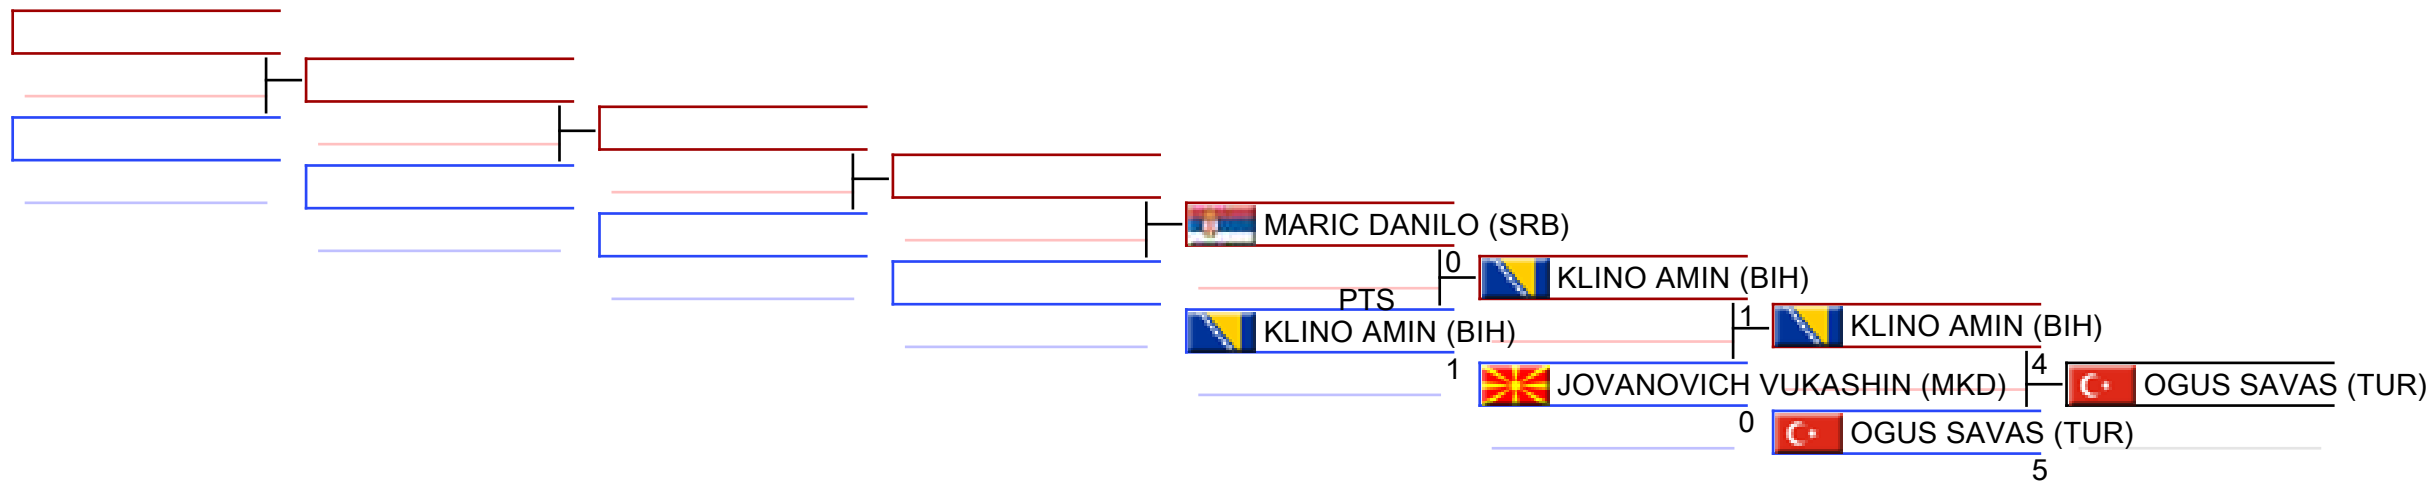 MARIC DANILO (SRB)
0
KLINO AMIN (BIH)
PTS
KLINO AMIN (BIH)
1
1
KLINO AMIN (BIH)
JOVANOVICH VUKASHIN (MKD)
0
4
OGUS SAVAS (TUR)
OGUS SAVAS (TUR)
5